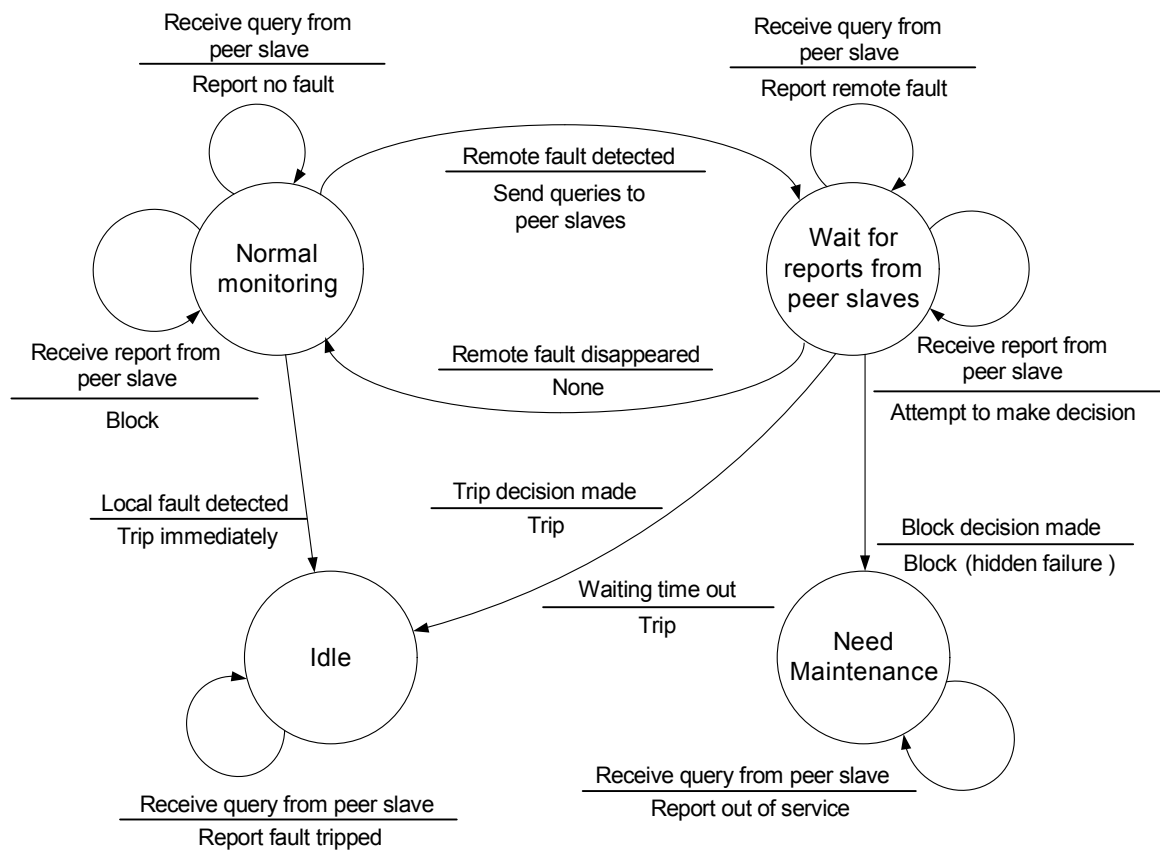 Receive query from
peer slave
Report no fault
Receive query from
peer slave
Report remote fault
Remote fault detected
Send queries to
peer slaves
Normal
monitoring
Wait for
reports from
peer slaves
Receive report from
peer slave
Block
Remote fault disappeared
None
Receive report from
peer slave
Attempt to make decision
Local fault detected
Trip immediately
Trip decision made
Trip
Block decision made
Block (hidden failure )
Waiting time out
Trip
Idle
Need
Maintenance
Receive query from peer slave
Report fault tripped
Receive query from peer slave
Report out of service